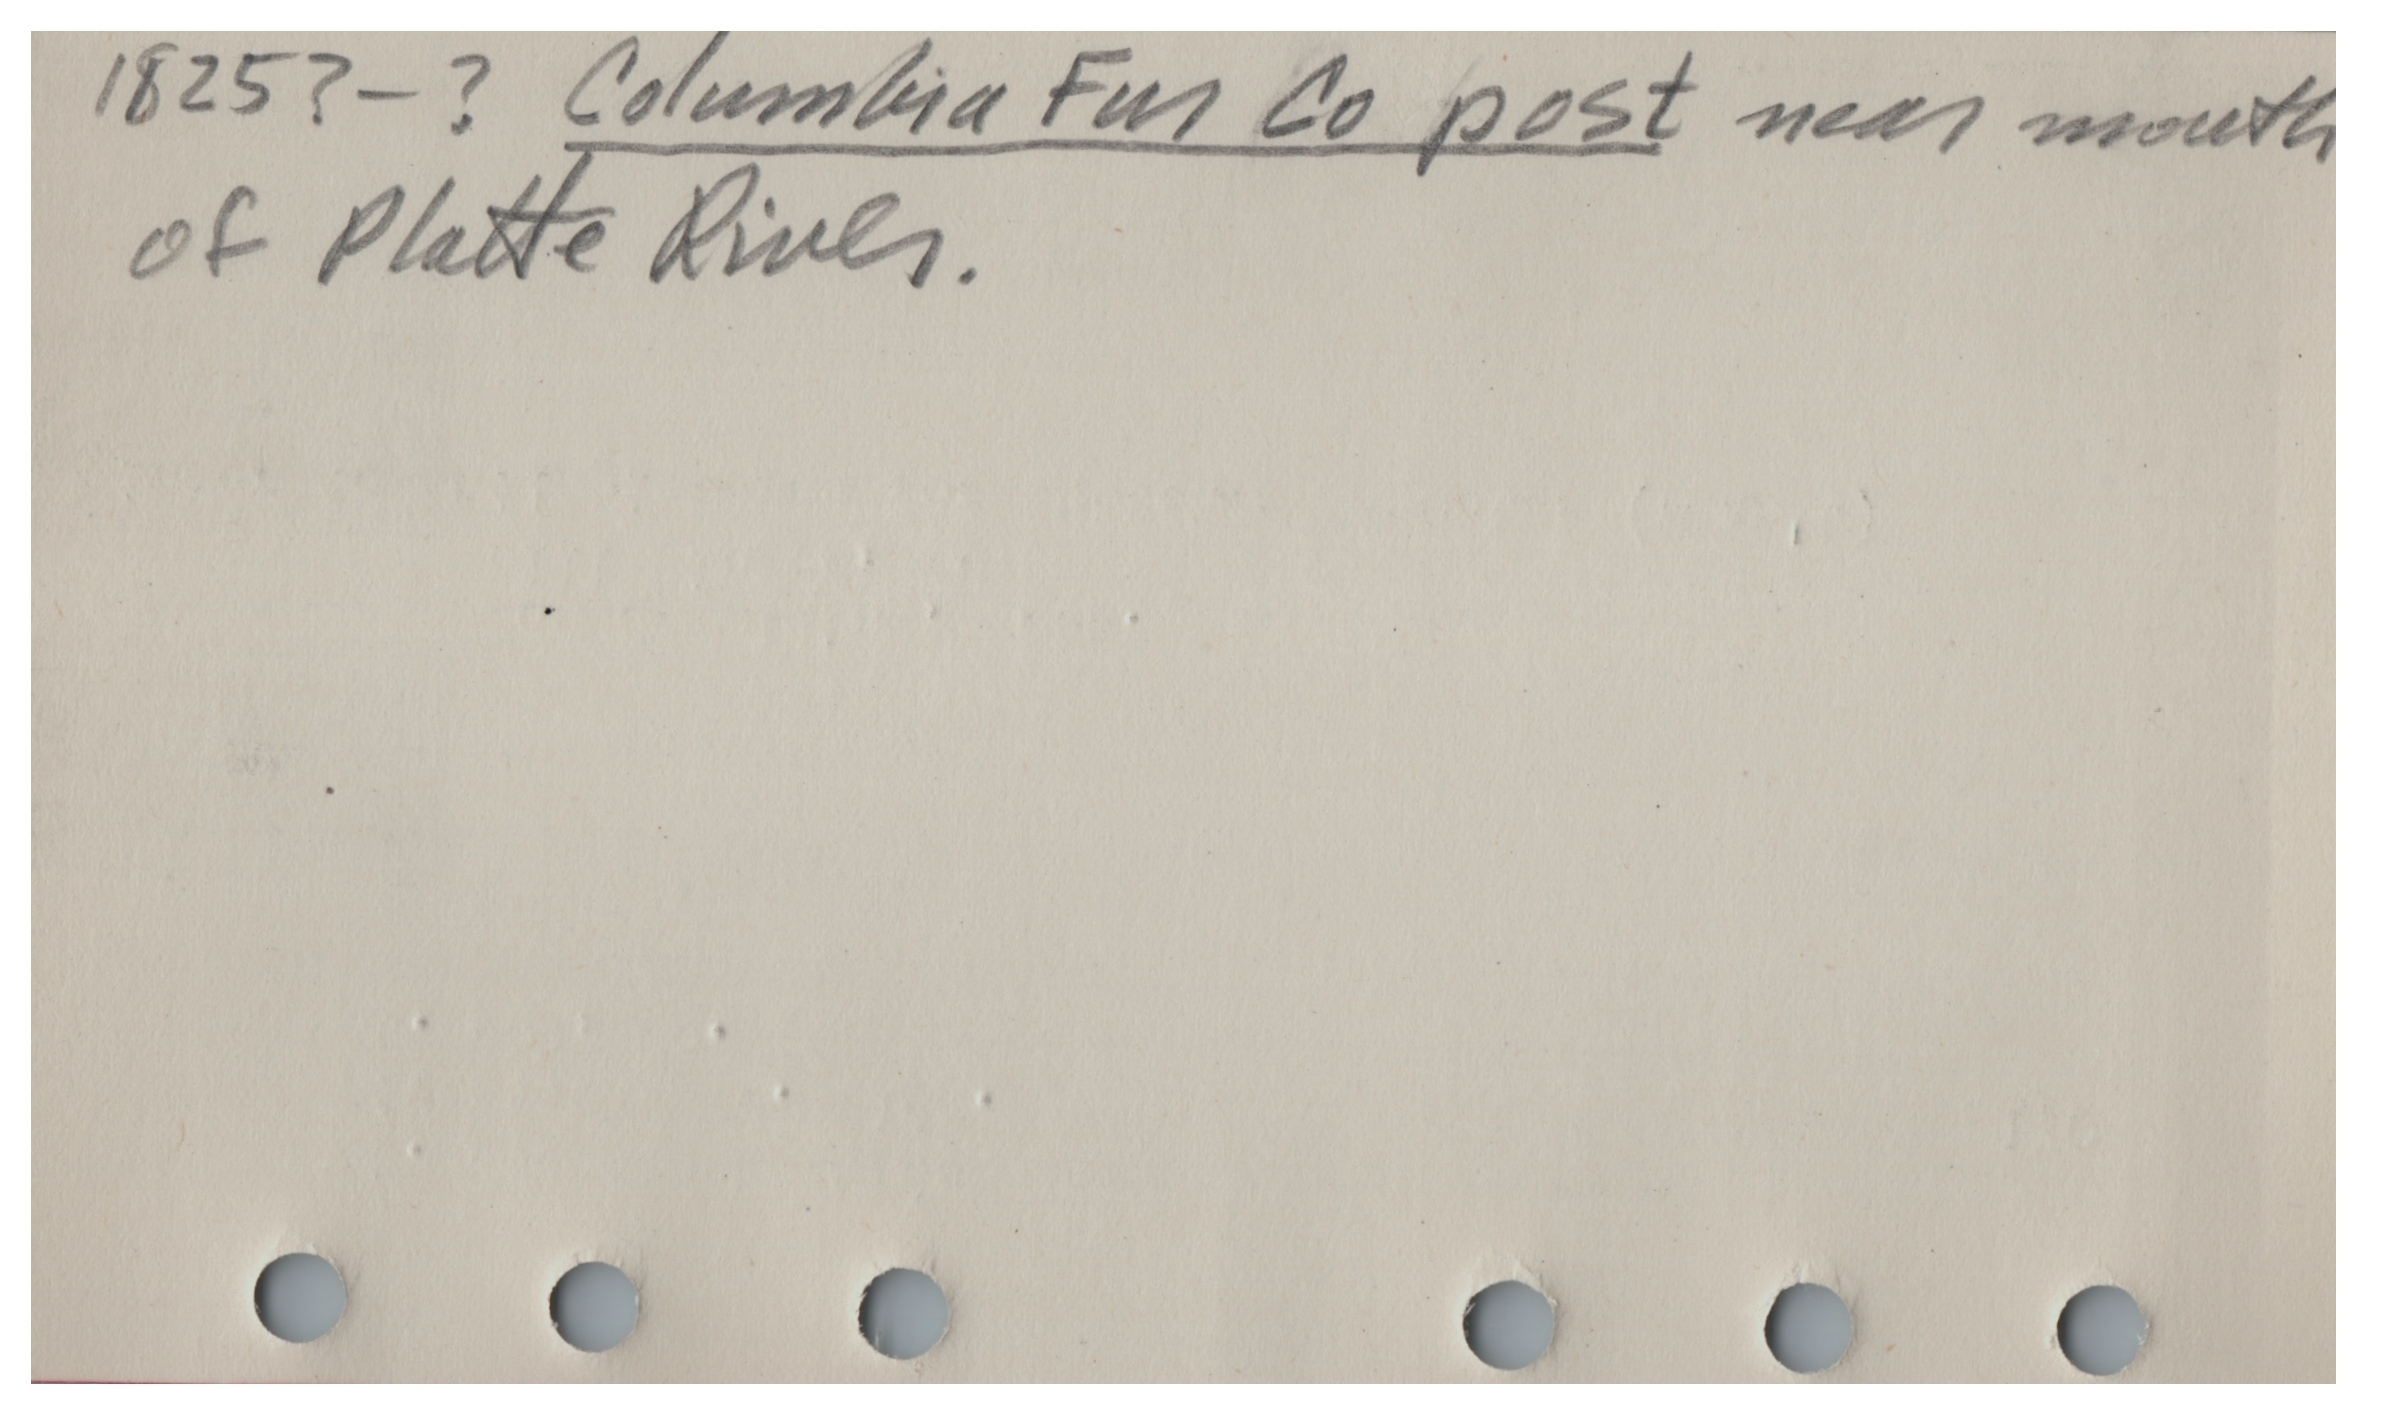 1825?-? Columbia Fur Co post near mouth
of Platte River.